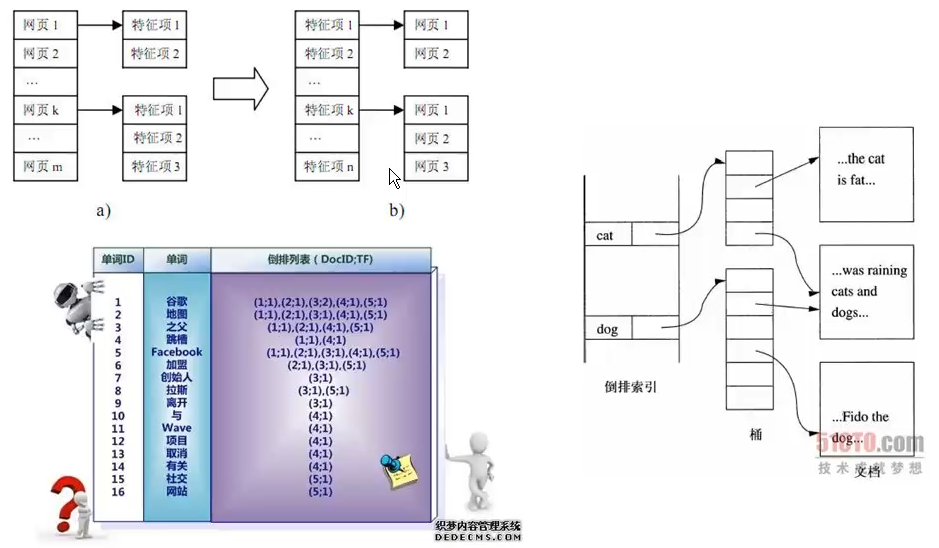 网页 1
特征项 1
网页 2
特征项 2
…
网页 k
特征项 1
…
特征项 2
网页 m
特征项 3
a)
特征项 1
网页 1
特征项 2
网页 2
…
特征项 k
网页 1
…
网页 2
特征项 n
网页 3
b)
单词ID 单词 倒排列表（DocID;TF）
1 谷歌 (1;1),(2;1),(3;2),(4;1),(5;1)
2 地图 (1;1),(2;1),(3;1),(4;1),(5;1)
3 之父 (1;1),(2;1),(4;1),(5;1)
4 跳槽 (1;1),(4;1)
5 Facebook (1;1),(2;1),(3;1),(4;1),(5;1)
6 加盟 (2;1),(3;1),(5;1)
7 创始人 (3;1)
8 拉斯 (3;1),(5;1)
9 离开 (3;1)
10 与 (4;1)
11 Wave (4;1)
12 项目 (4;1)
13 取消 (4;1)
14 有关 (4;1)
15 社交 (5;1)
16 网站 (5;1)
织梦内容管理系统
DEDECMS.COM
cat
dog
倒排索引
桶
...the cat
is fat...
...was raining
cats and
dogs...
...Fido the
dog...
文档
51CTO.com
技术成就梦想